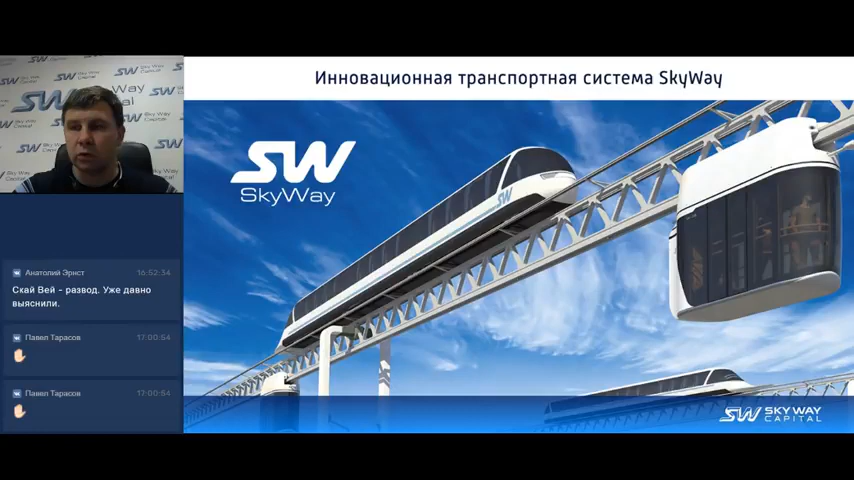 Инновационная транспортная система SkyWay
SW
SkyWay
SW
Анатолий Эрнст 16:52:34
Скай Вей - развод. Уже давно
выяснили.
Павел Тарасов 17:00:54
Павел Тарасов 17:00:54
SW SKY WAY
CAPITAL